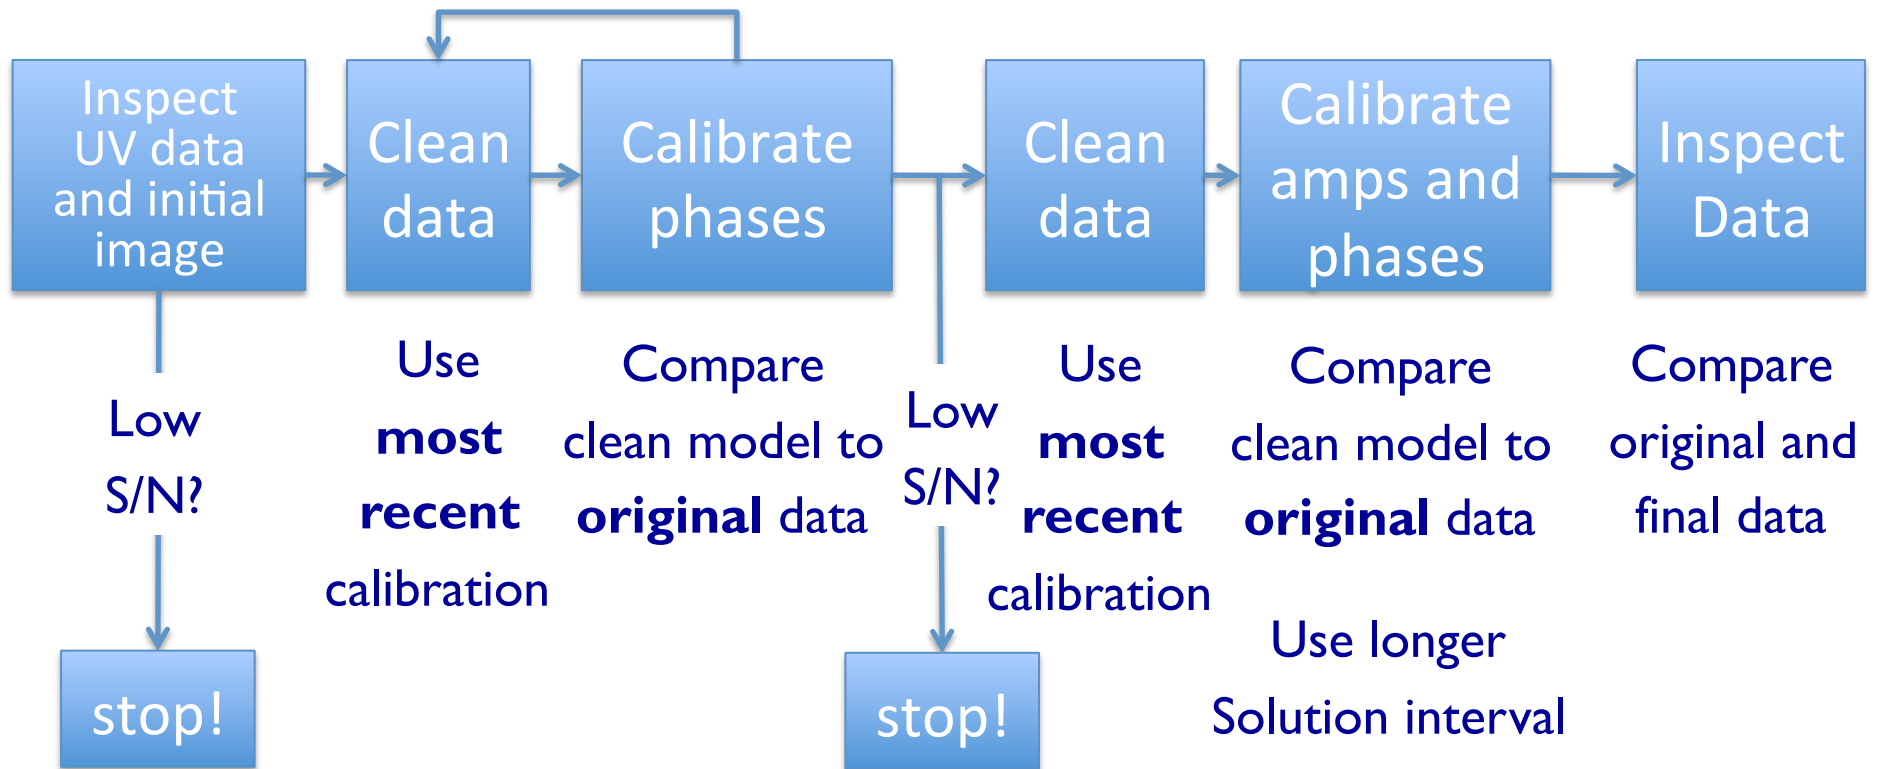 Inspect
UV data
and initial
image
Clean
data
Calibrate
phases
Clean
data
Calibrate
amps and
phases
Inspect
Data
Low
S/N?
Use
most
recent
calibration
Compare
clean model to
original data
Low
S/N?
Use
most
recent
calibration
Compare
clean model to
original data
Use longer
Solution interval
Compare
original and
final data
stop!
stop!